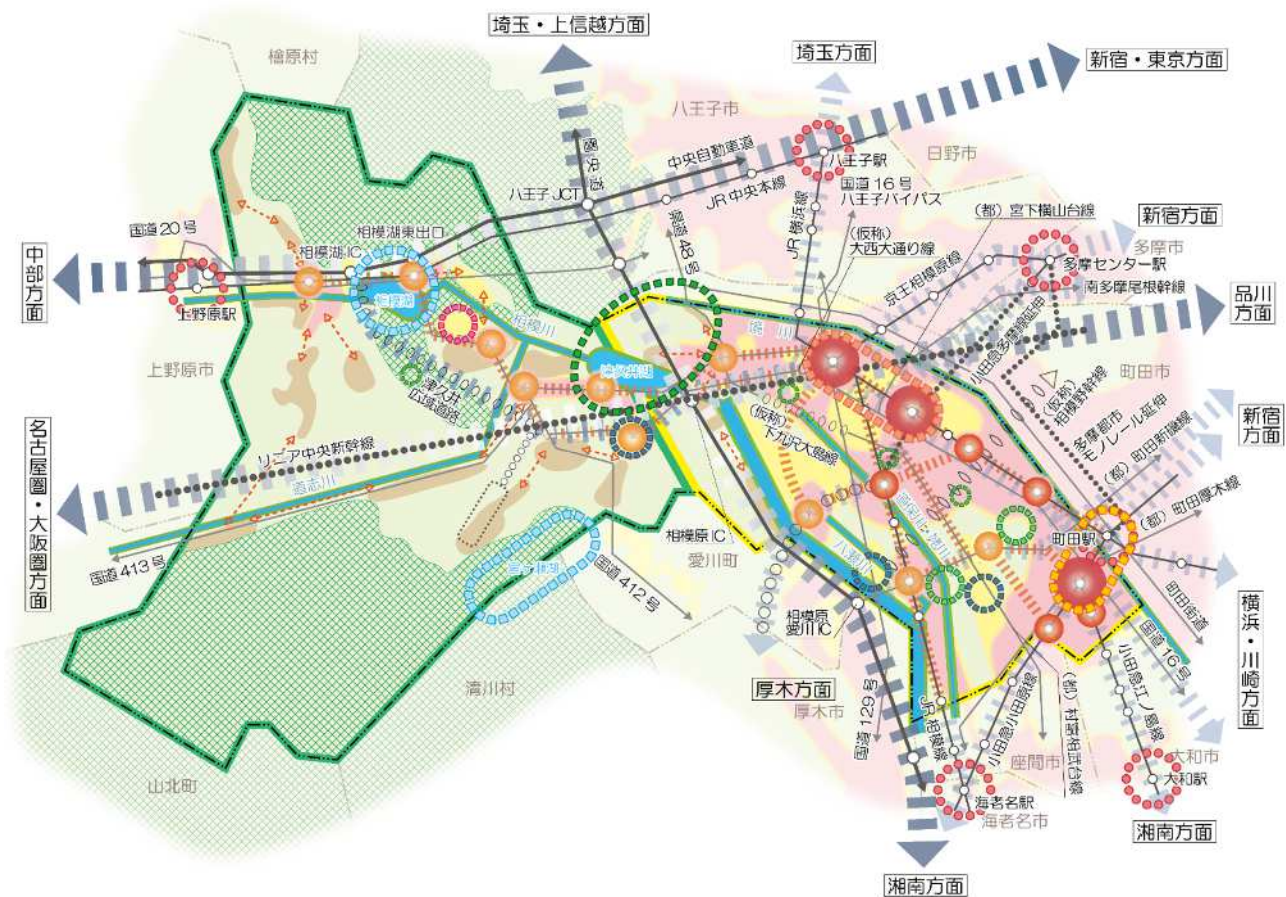 埼玉・上信越方面
埼玉方面
新宿・東京方面
檜原村
八王子市
八王子駅
日野市
圏央道
中央自動車道
JR中央本線
八王子JCT
国道16号
八王子バイパス
JR横浜線
(仮称)
大西大通り線
(都)宮下横山台線
新宿方面
多摩市
多摩センター駅
南多摩尾根幹線
京王相模原線
小田急多摩線延伸
品川
方面
国道20号
相模湖IC
相模湖東出口
中部方面
上野原駅
相模湖
相模川
県道48号
境川
津久井湖
上野原市
津久井
広域道路
町田市
(仮称)
相模野幹線
多摩都市
モノレール延伸
(都)町田新磯線
新宿
方面
(仮称)
下九沢大島線
リニア中央新幹線
名古屋圏・大阪圏方面
道志川
国道413号
相模原IC
愛川町
八瀬川
町田駅
(都)町田厚木線
町田街道
国道16号
横浜・川崎方面
宮ヶ瀬湖
国道412号
相模原
愛川IC
清川村
厚木方面
厚木市
国道129号
JR相模線
小田急小田原線
小田急江ノ島線
(都)村富相武台線
座間市
大和市
大和駅
山北町
海老名駅
海老名市
湘南方面
湘南方面